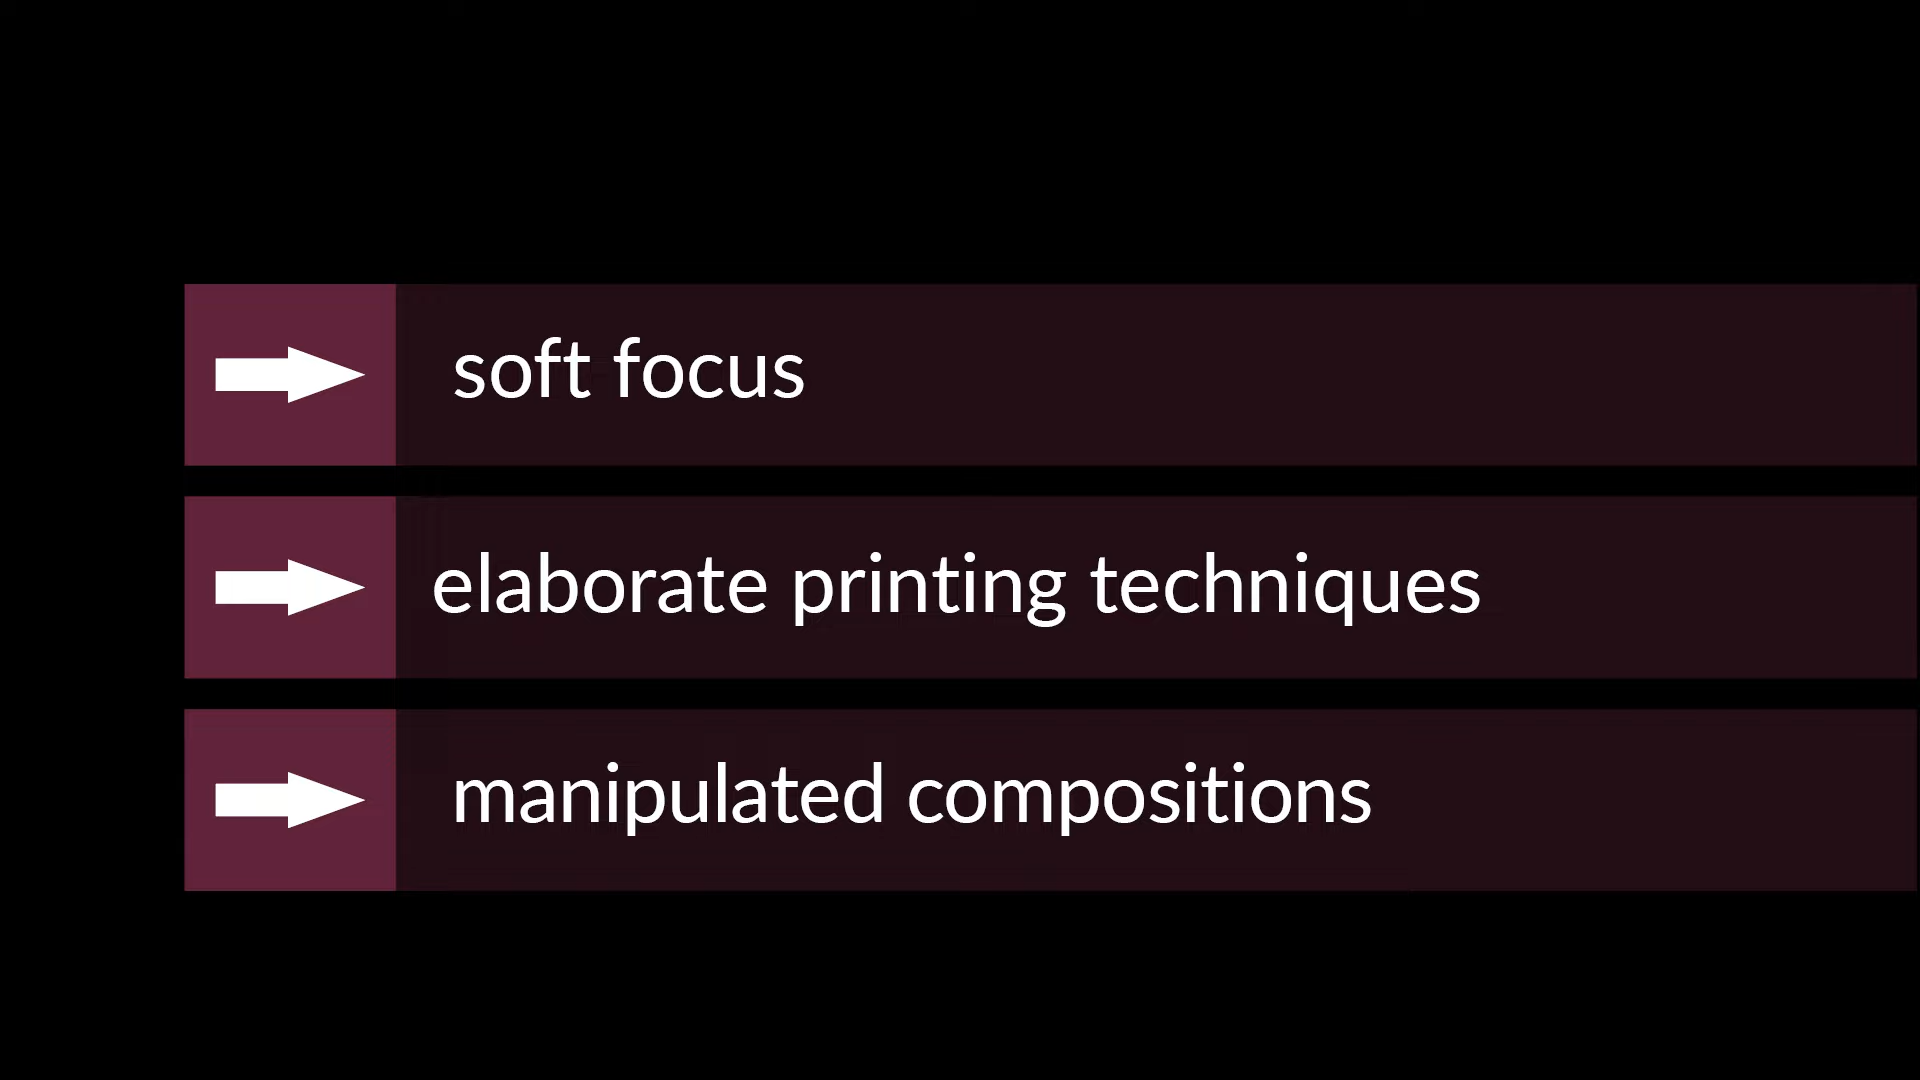 soft focus
elaborate printing techniques
manipulated compositions